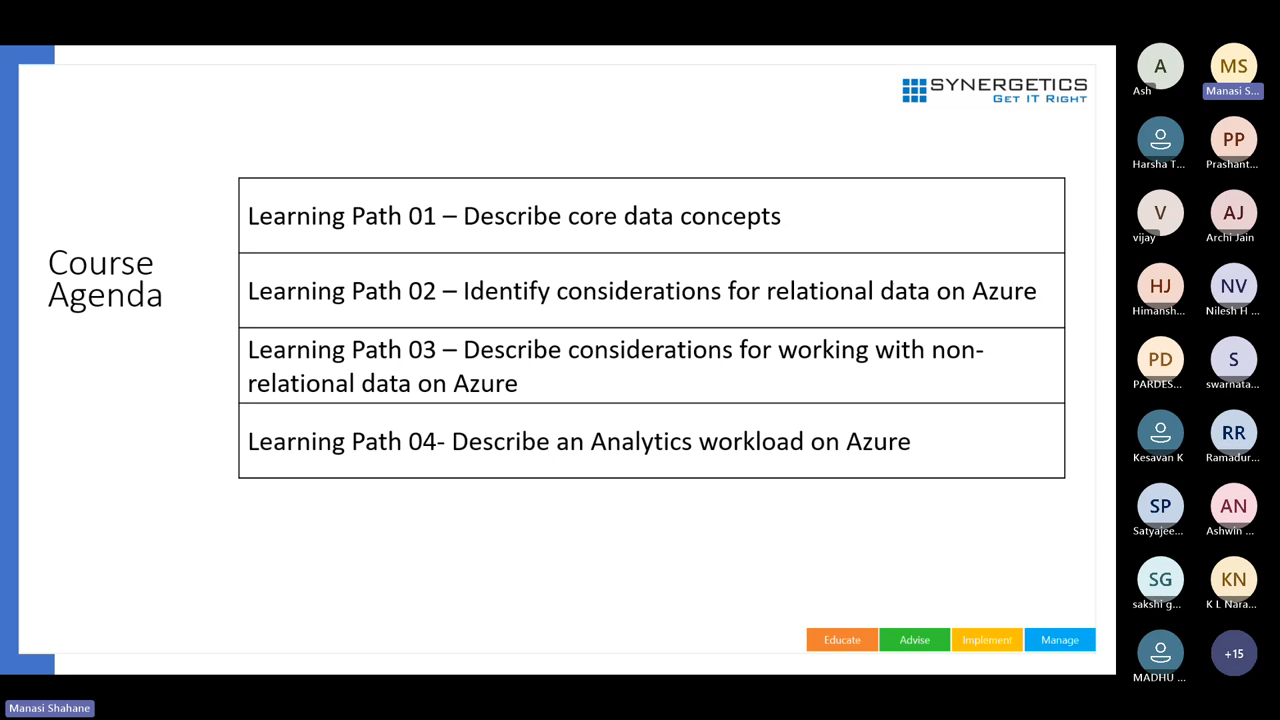 SYNERGETICS
GET IT RIGHT
Course
Agenda
Learning Path 01 – Describe core data concepts
Learning Path 02 – Identify considerations for relational data on Azure
Learning Path 03 – Describe considerations for working with non-
relational data on Azure
Learning Path 04- Describe an Analytics workload on Azure
Educate
Advise
Implement
Manage
A
Ash
MS
Manasi S...
Harsha T...
PP
Prashant...
V
vijay
AJ
Archi Jain
HJ
Himansh...
NV
Nilesh H ...
PD
PARDES...
S
swarnata...
Kesavan K
RR
Ramadur...
SP
Satyajee...
AN
Ashwin ...
SG
sakshi g...
KN
K L Nara...
MADHU ...
+15
Manasi Shahane